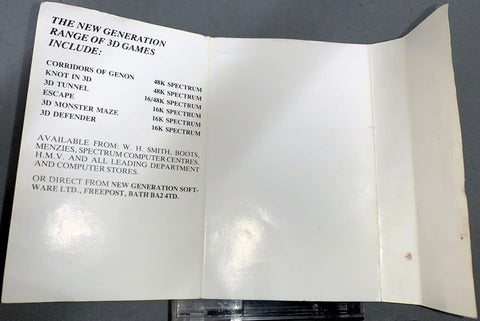 THE NEW GENERATION
RANGE OF 3D GAMES
INCLUDE:
CORRIDORS OF GENON 48K SPECTRUM
KNOT IN 3D 48K SPECTRUM
3D TUNNEL 16/48K SPECTRUM
ESCAPE 16K SPECTRUM
3D MONSTER MAZE 16K SPECTRUM
3D DEFENDER 16K SPECTRUM
AVAILABLE FROM: W. H. SMITH, BOOTS,
MENZIES, SPECTRUM COMPUTER CENTRES,
H.M.V. AND ALL LEADING DEPARTMENT
AND COMPUTER STORES.
OR DIRECT FROM NEW GENERATION SOFT-
WARE LTD., FREEPOST, BATH BA2 4TD.